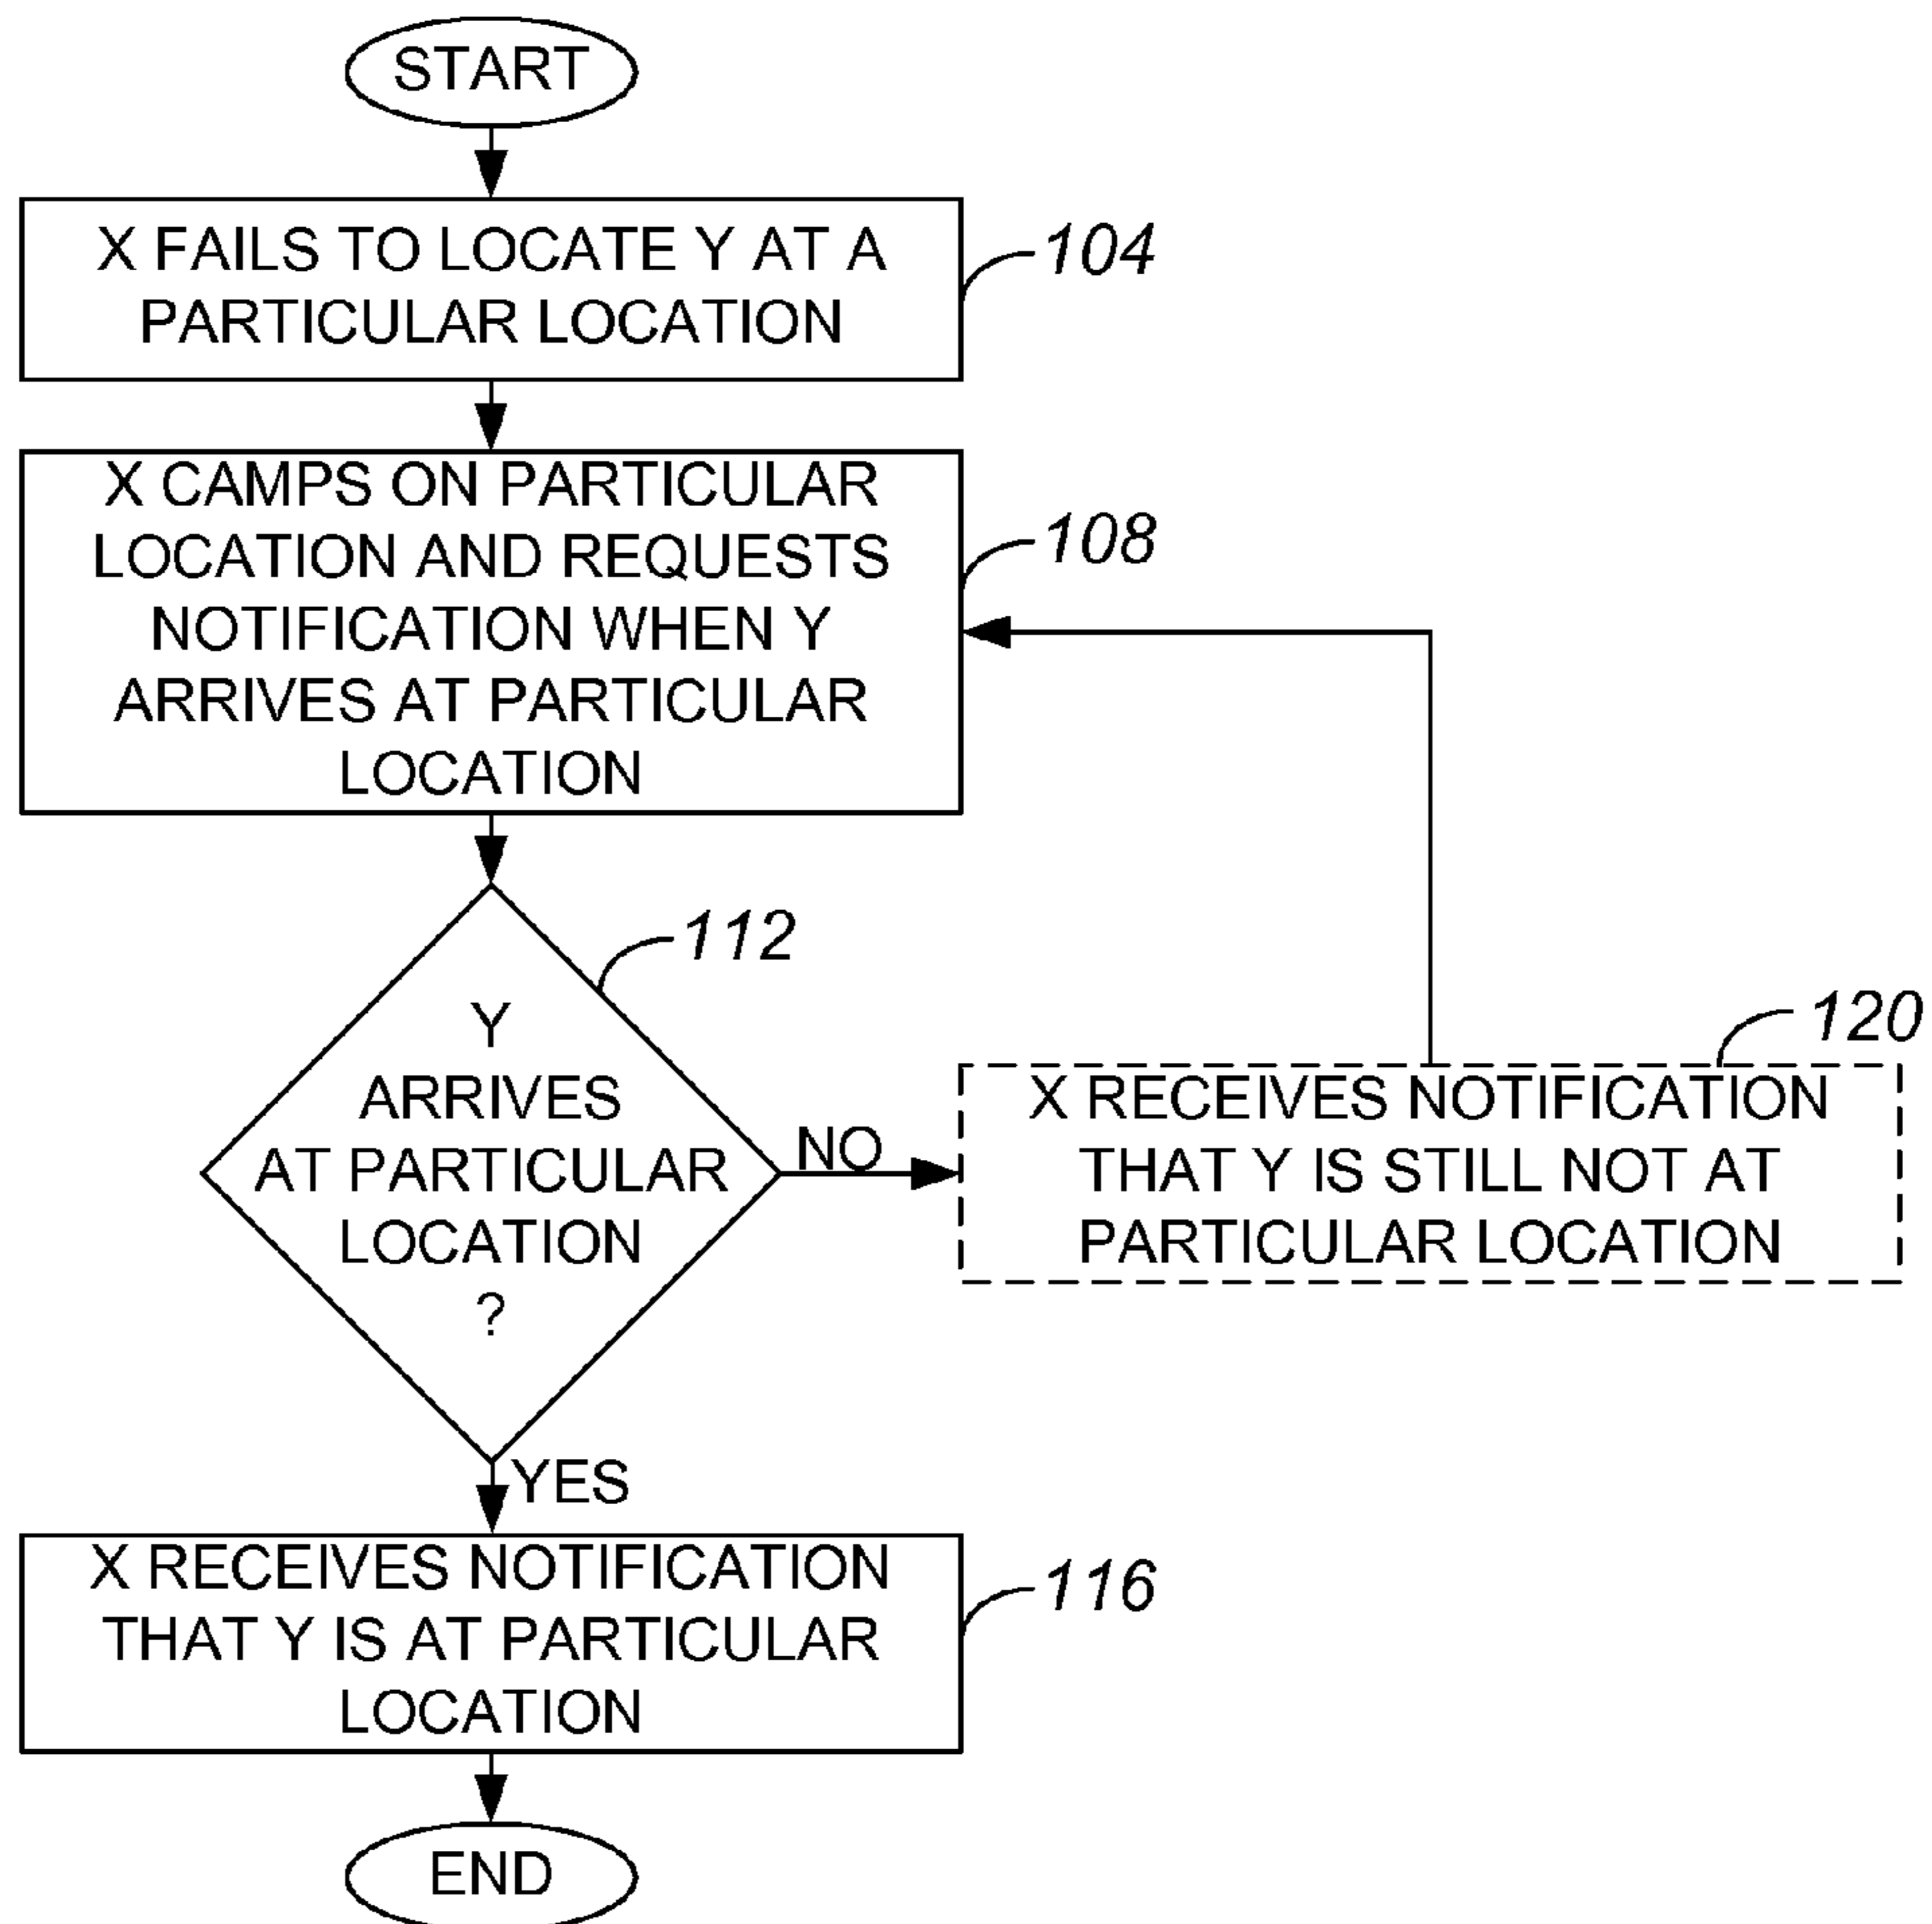 START
X FAILS TO LOCATE Y AT A
PARTICULAR LOCATION
104
X CAMPS ON PARTICULAR
LOCATION AND REQUESTS
NOTIFICATION WHEN Y
ARRIVES AT PARTICULAR
LOCATION
108
112
Y
ARRIVES
AT PARTICULAR
LOCATION
?
NO
120
X RECEIVES NOTIFICATION
THAT Y IS STILL NOT AT
PARTICULAR LOCATION
YES
X RECEIVES NOTIFICATION
THAT Y IS AT PARTICULAR
LOCATION
116
END